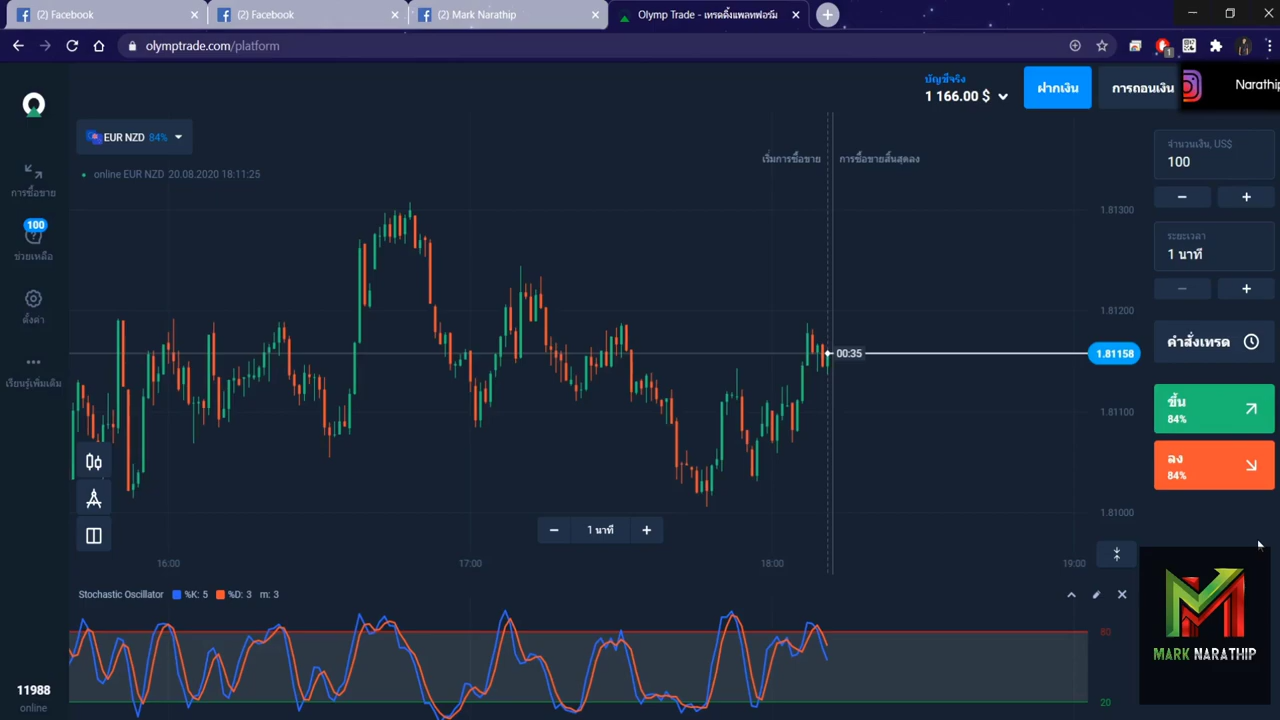 (2) Facebook
(2) Facebook
(2) Mark Narathip
Olymp Trade - เทรดดิ้งแพลทฟอร์ม
olymptrade.com/platform
1
บัญชีจริง
1 166.00 $
ฝากเงิน
การถอนเงิน
Narathip
EUR NZD 84%
online EUR NZD 20.08.2020 18:11:25
เริ่มการซื้อขาย
การซื้อขายสิ้นสุดลง
การซื้อขาย
100
ช่วยเหลือ
ตั้งค่า
เรียนรู้เพิ่มเติม
จำนวนเงิน, US$
100
ระยะเวลา
1 นาที
คำสั่งเทรด
ขึ้น
84%
ลง
84%
1.81300
1.81200
00:35
1.81158
1.81100
1.81000
1 นาที
16:00
17:00
18:00
19:00
Stochastic Oscillator %K: 5 %D: 3 m: 3
80
20
11988
online
MARK NARATHIP